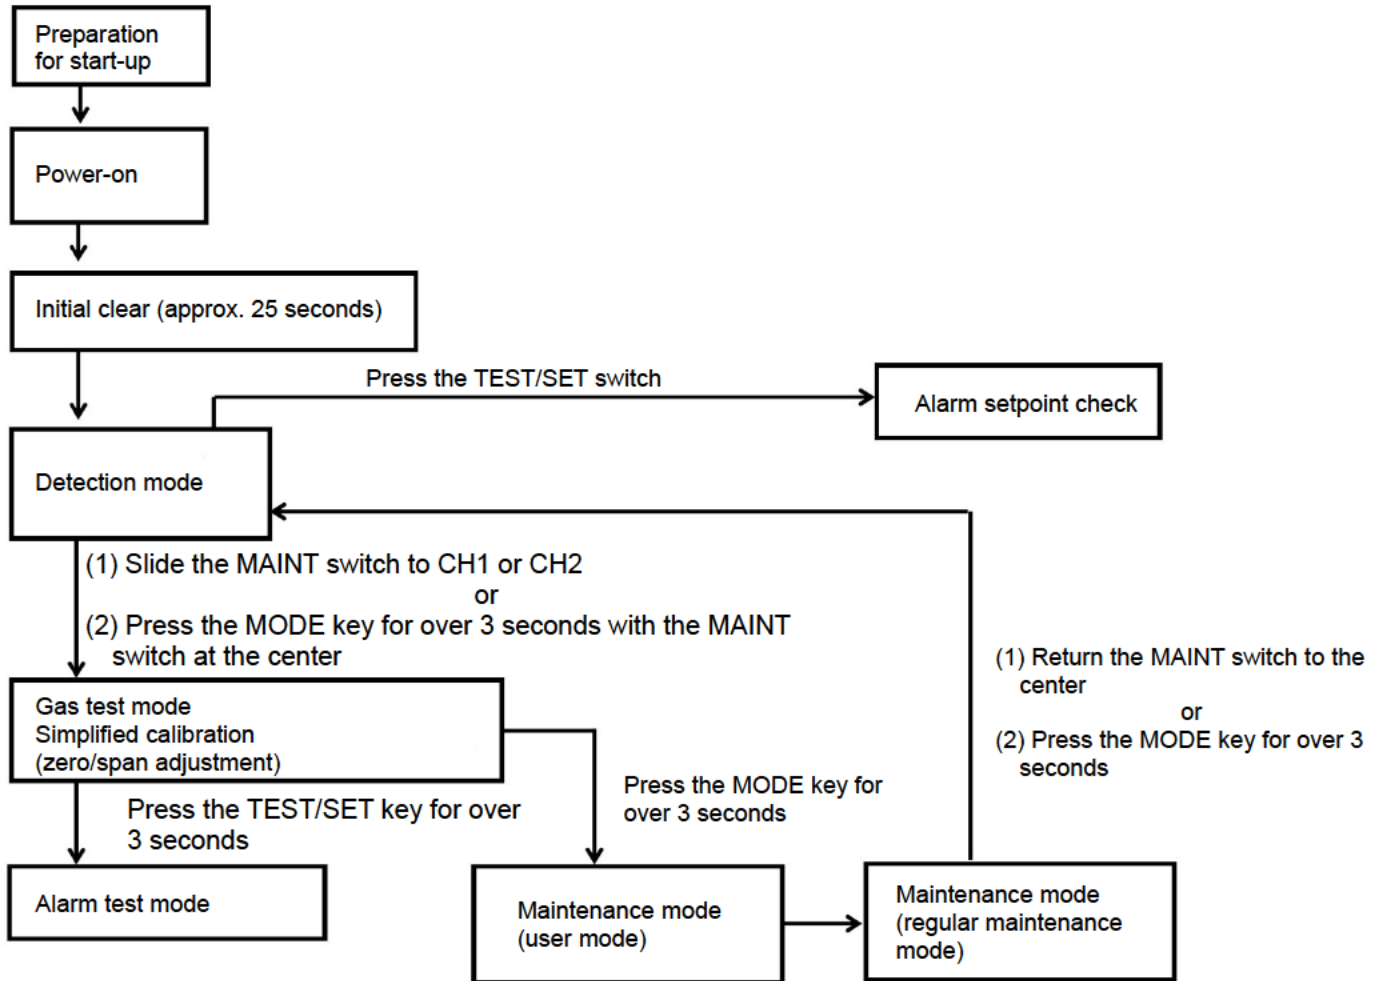 Preparation
for start-up
Power-on
Initial clear (approx. 25 seconds)
Press the TEST/SET switch
Alarm setpoint check
Detection mode
(1) Slide the MAINT switch to CH1 or CH2
or
(2) Press the MODE key for over 3 seconds with the MAINT
switch at the center
(1) Return the MAINT switch to the
center
or
(2) Press the MODE key for over 3
seconds
Gas test mode
Simplified calibration
(zero/span adjustment)
Press the MODE key for
over 3 seconds
Press the TEST/SET key for over
3 seconds
Alarm test mode
Maintenance mode
(user mode)
Maintenance mode
(regular maintenance
mode)